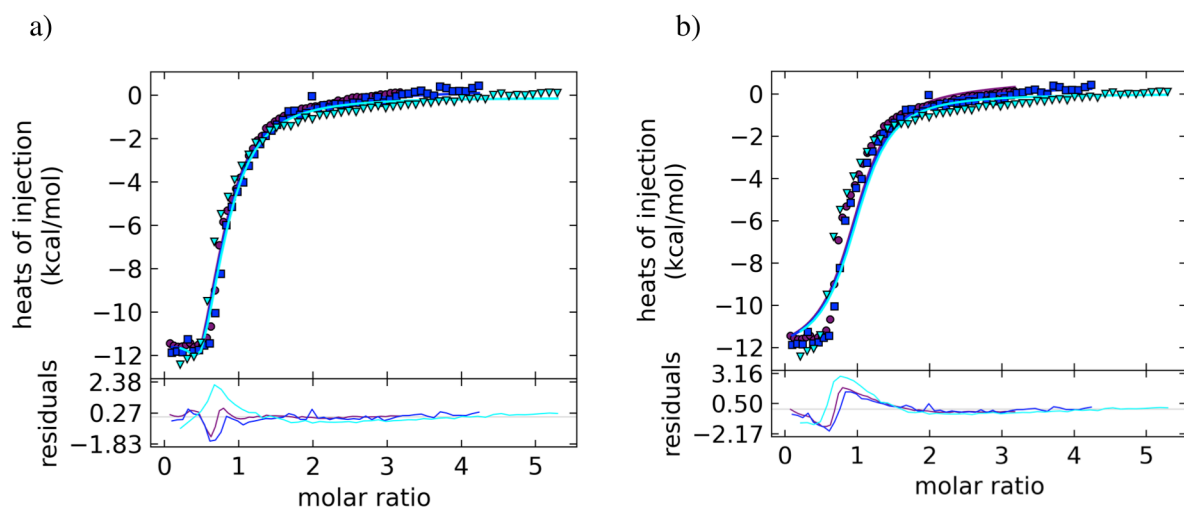 a)
0
−2
−4
−6
−8
−10
−12
heats of injection
(kcal/mol)
2.38
0.27
−1.83
residuals
0 1 2 3 4 5
molar ratio
b)
0
−2
−4
−6
−8
−10
−12
heats of injection
(kcal/mol)
3.16
0.50
−2.17
residuals
0 1 2 3 4 5
molar ratio